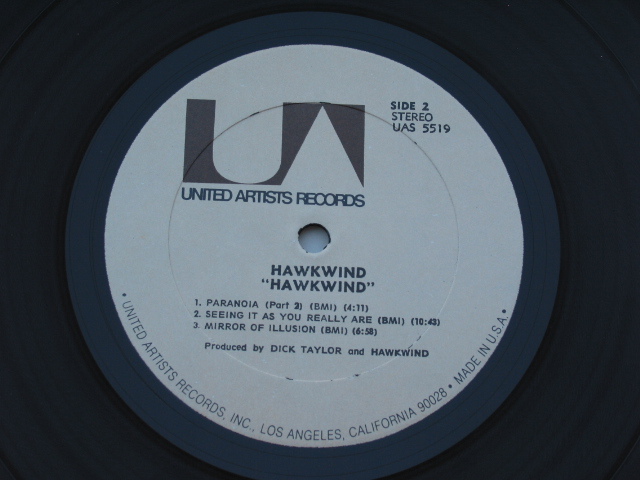 UA
SIDE 2
STEREO
UAS 5519
UNITED ARTISTS RECORDS
HAWKWIND
"HAWKWIND"
1. PARANOIA (Part 2) (BMI) (4:11)
2. SEEING IT AS YOU REALLY ARE (BMI) (10:43)
3. MIRROR OF ILLUSION (BMI) (6:58)
Produced by DICK TAYLOR and HAWKWIND
• UNITED ARTISTS RECORDS, INC., LOS ANGELES, CALIFORNIA 90028 • MADE IN U.S.A •